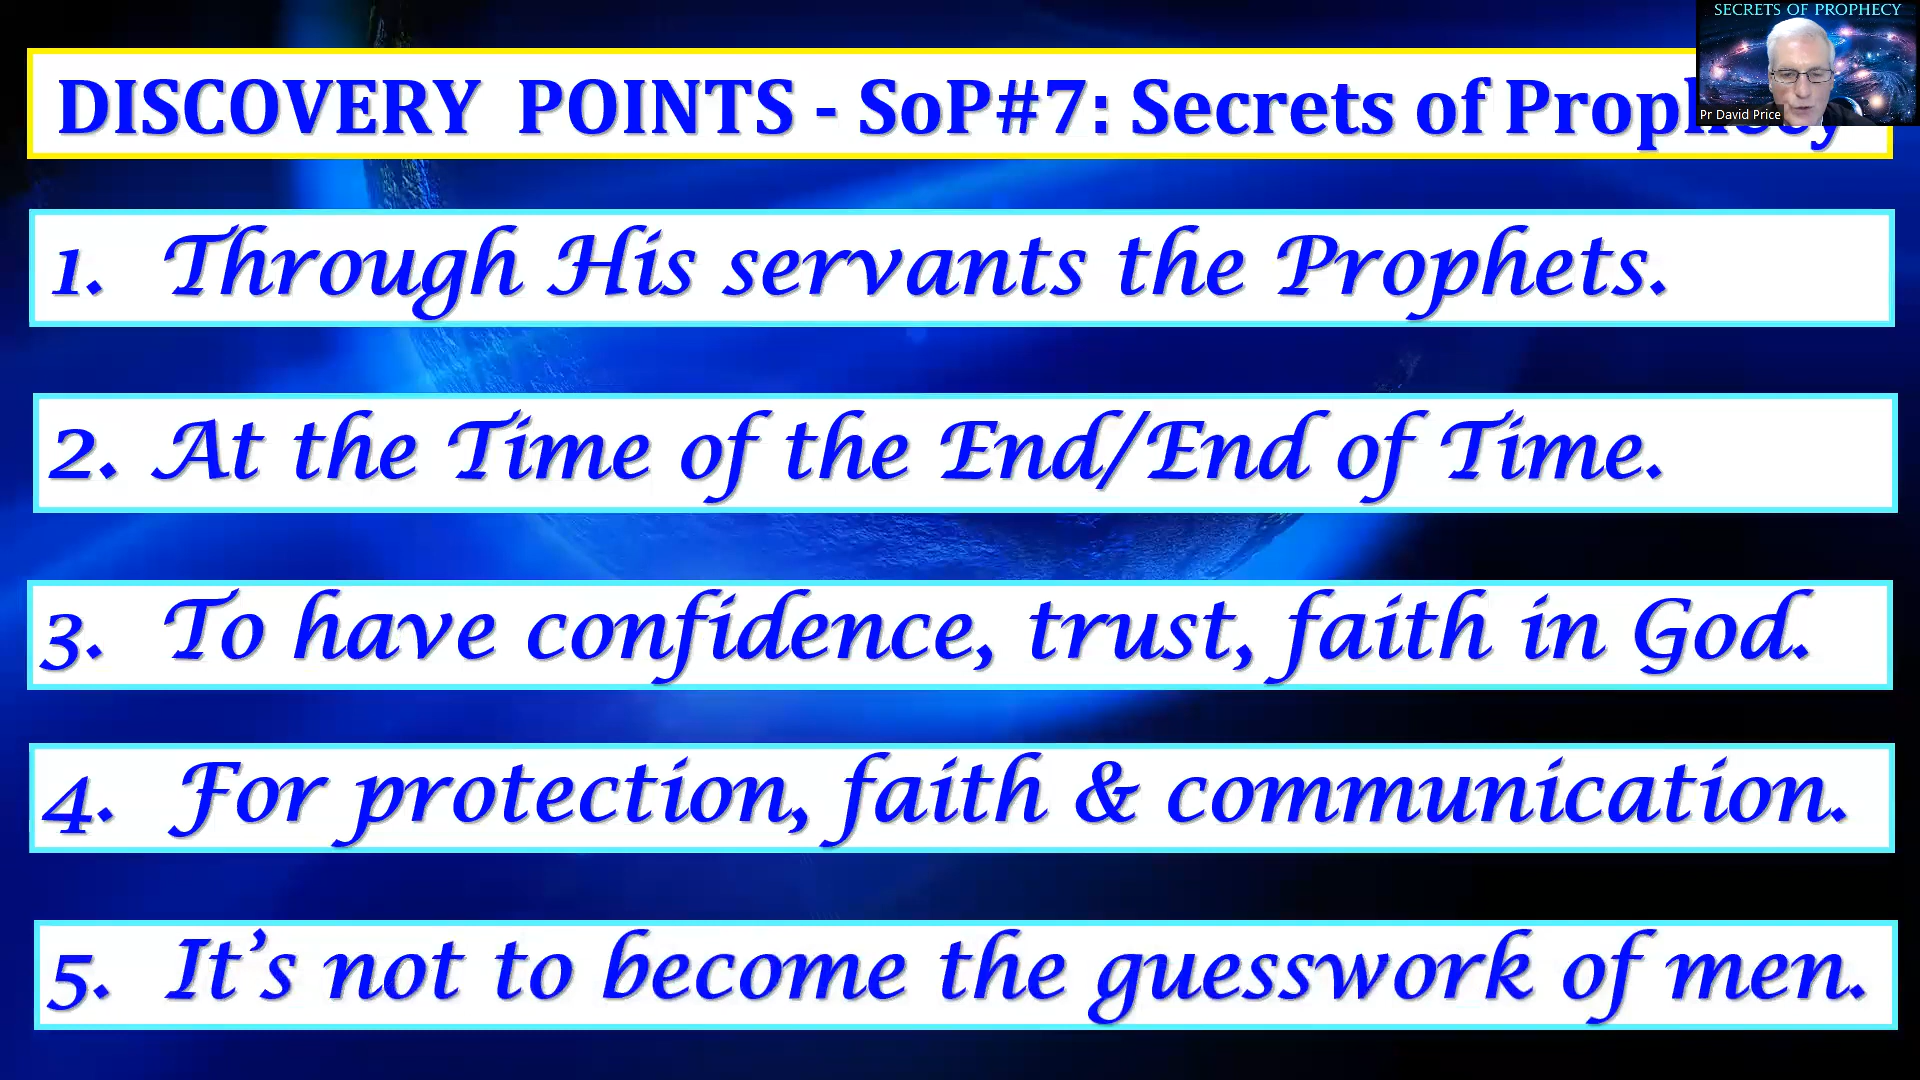 SECRETS OF PROPHECY
DISCOVERY POINTS - SoP#7: Secrets of Prophecy
Pr David Price
1. Through His servants the Prophets.
2. At the Time of the End/End of Time.
3. To have confidence, trust, faith in God.
4. For protection, faith & communication.
5. It's not to become the guesswork of men.